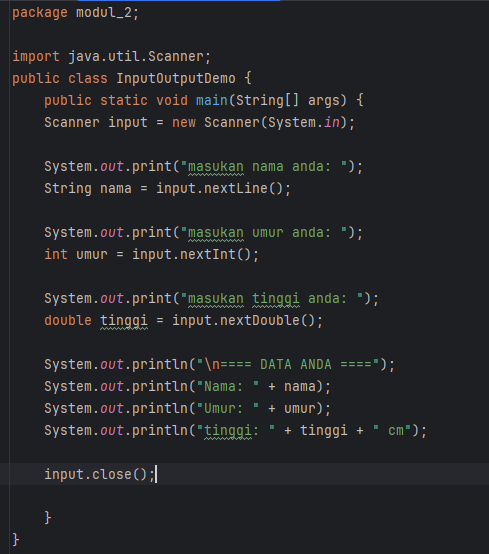 package modul_2;
import java.util.Scanner;
public class InputOutputDemo {
public static void main(String[] args) {
Scanner input = new Scanner(System.in);
System.out.print("masukan nama anda: ");
String nama = input.nextLine();
System.out.print("masukan umur anda: ");
int umur = input.nextInt();
System.out.print("masukan tinggi anda: ");
double tinggi = input.nextDouble();
System.out.println("\n==== DATA ANDA ====");
System.out.println("Nama: " + nama);
System.out.println("Umur: " + umur);
System.out.println("tinggi: " + tinggi + " cm");
input.close();
}
}